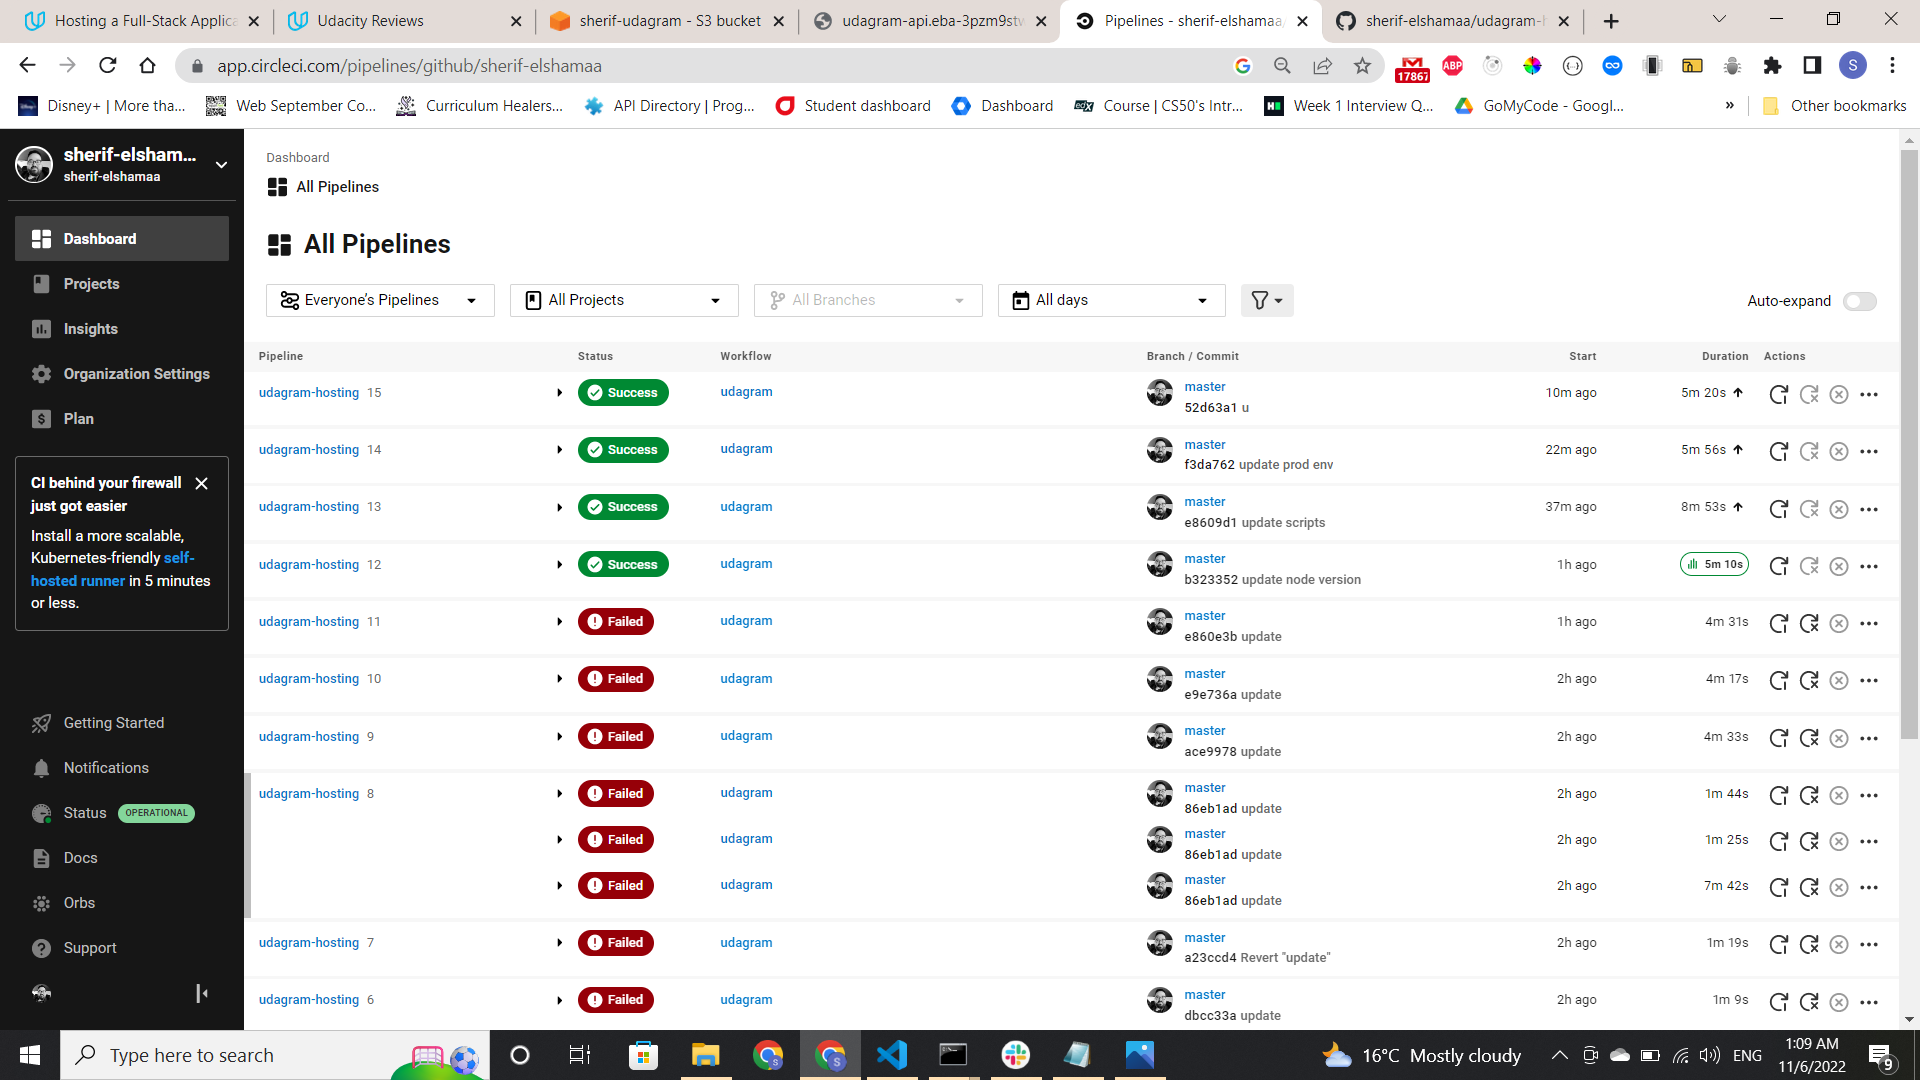 Hosting a Full-Stack Applica
Udacity Reviews
sherif-udagram - S3 bucket
udagram-api.eba-3pzm9stw
Pipelines - sherif-elshamaa/
sherif-elshamaa/udagram-h
app.circleci.com/pipelines/github/sherif-elshamaa
17867
ABP
S
Disney+ | More tha...
Web September Co...
Curriculum Healers...
API Directory | Prog...
Student dashboard
Dashboard
edX
Course | CS50's Intr...
Week 1 Interview Q...
GoMyCode - Googl...
»
Other bookmarks
sherif-elsham...
sherif-elshamaa
Dashboard
Projects
Insights
Organization Settings
Plan
CI behind your firewall
just got easier
Install a more scalable,
Kubernetes-friendly self-
hosted runner in 5 minutes
or less.
Getting Started
Notifications
Status OPERATIONAL
Docs
Orbs
Support
Dashboard
All Pipelines
All Pipelines
Everyone’s Pipelines
All Projects
All Branches
All days
Auto-expand
Pipeline Status Workflow Branch / Commit Start Duration Actions
udagram-hosting 15 Success udagram master 10m ago 5m 20s
52d63a1 u
udagram-hosting 14 Success udagram master 22m ago 5m 56s
f3da762 update prod env
udagram-hosting 13 Success udagram master 37m ago 8m 53s
e8609d1 update scripts
udagram-hosting 12 Success udagram master 1h ago 5m 10s
b323352 update node version
udagram-hosting 11 Failed udagram master 1h ago 4m 31s
e860e3b update
udagram-hosting 10 Failed udagram master 2h ago 4m 17s
e9e736a update
udagram-hosting 9 Failed udagram master 2h ago 4m 33s
ace9978 update
udagram-hosting 8 Failed udagram master 2h ago 1m 44s
86eb1ad update
Failed udagram master 2h ago 1m 25s
86eb1ad update
Failed udagram master 2h ago 7m 42s
86eb1ad update
udagram-hosting 7 Failed udagram master 2h ago 1m 19s
a23ccd4 Revert "update"
udagram-hosting 6 Failed udagram master 2h ago 1m 9s
dbcc33a update
Type here to search
16°C Mostly cloudy
ENG
1:09 AM
11/6/2022
9